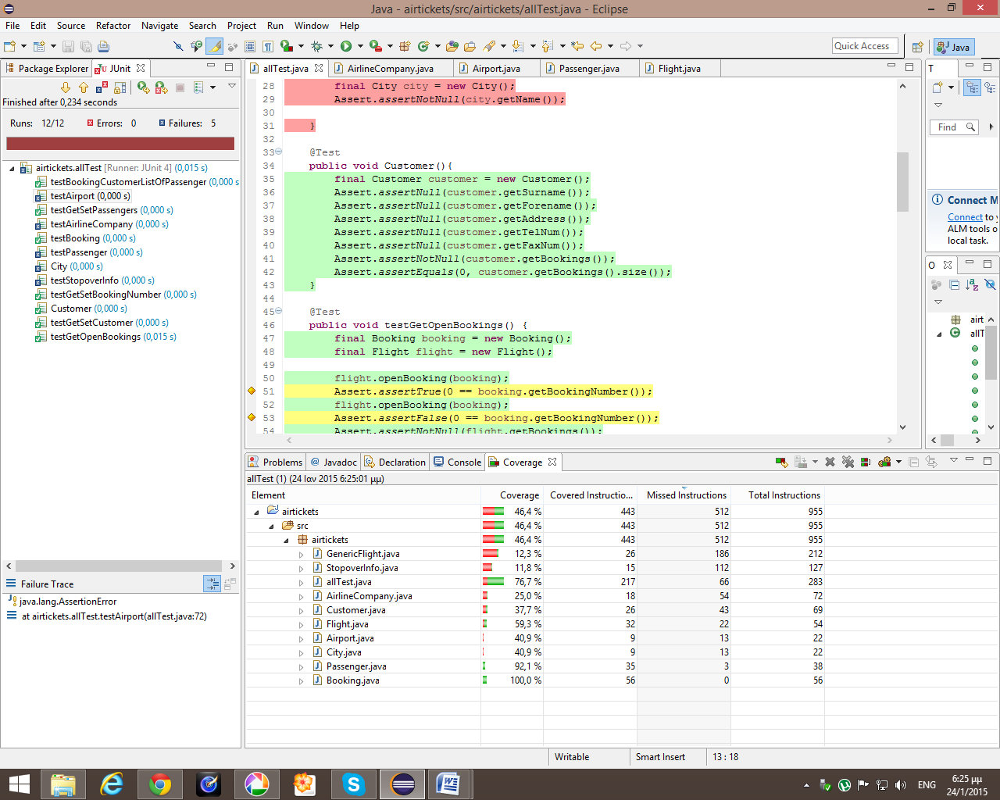 Java - airtickets/src/airtickets/allTest.java - Eclipse
File Edit Source Refactor Navigate Search Project Run Window Help
Quick Access
Java
Package Explorer JUnit
Finished after 0,234 seconds
Runs: 12/12 Errors: 0 Failures: 5
airtickets.allTest [Runner: JUnit 4] (0,015 s)
testBookingCustomerListOfPassenger (0,000 s
testAirport (0,000 s)
testGetSetPassengers (0,000 s)
testAirlineCompany (0,000 s)
testBooking (0,000 s)
testPassenger (0,000 s)
City (0,000 s)
testStopoverInfo (0,000 s)
testGetSetBookingNumber (0,000 s)
Customer (0,000 s)
testGetSetCustomer (0,000 s)
testGetOpenBookings (0,015 s)
Failure Trace
java.lang.AssertionError
at airtickets.allTest.testAirport(allTest.java:72)
allTest.java AirlineCompany.java Airport.java Passenger.java Flight.java
28 final City city = new City();
29 Assert.assertNotNull(city.getName());
30
31 }
32
33 @Test
34 public void Customer(){
35 final Customer customer = new Customer();
36 Assert.assertNull(customer.getSurname());
37 Assert.assertNull(customer.getForename());
38 Assert.assertNull(customer.getAddress());
39 Assert.assertNull(customer.getTelNum());
40 Assert.assertNull(customer.getFaxNum());
41 Assert.assertNotNull(customer.getBookings());
42 Assert.assertEquals(0, customer.getBookings().size());
43 }
44
45 @Test
46 public void testGetOpenBookings() {
47 final Booking booking = new Booking();
48 final Flight flight = new Flight();
49
50 flight.openBooking(booking);
51 Assert.assertTrue(0 == booking.getBookingNumber());
52 flight.openBooking(booking);
53 Assert.assertFalse(0 == booking.getBookingNumber());
54 Assert.assertNotNull(flight.getBookings());
T
Find
Connect M
Connect to y
ALM tools o
local task.
O
airt
allT
Problems @ Javadoc Declaration Console Coverage
allTest (1) (24 Ιαν 2015 6:25:01 μμ)
Element Coverage Covered Instructio... Missed Instructions Total Instructions
airtickets 46,4 % 443 512 955
src 46,4 % 443 512 955
airtickets 46,4 % 443 512 955
GenericFlight.java 12,3 % 26 186 212
StopoverInfo.java 11,8 % 15 112 127
allTest.java 76,7 % 217 66 283
AirlineCompany.java 25,0 % 18 54 72
Customer.java 37,7 % 26 43 69
Flight.java 59,3 % 32 22 54
Airport.java 40,9 % 9 13 22
City.java 40,9 % 9 13 22
Passenger.java 92,1 % 35 3 38
Booking.java 100,0 % 56 0 56
Writable Smart Insert 13 : 18
ENG 6:25 μμ
24/1/2015